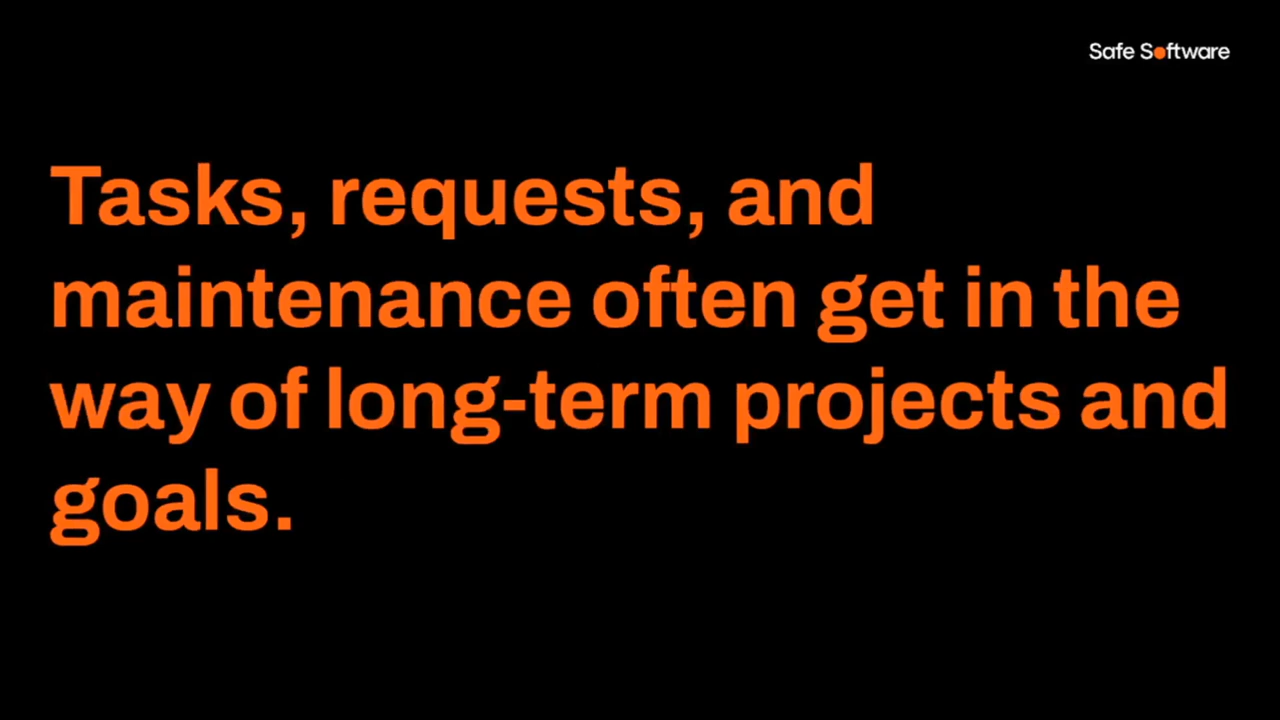 Safe Software
Tasks, requests, and
maintenance often get in the
way of long-term projects and
goals.